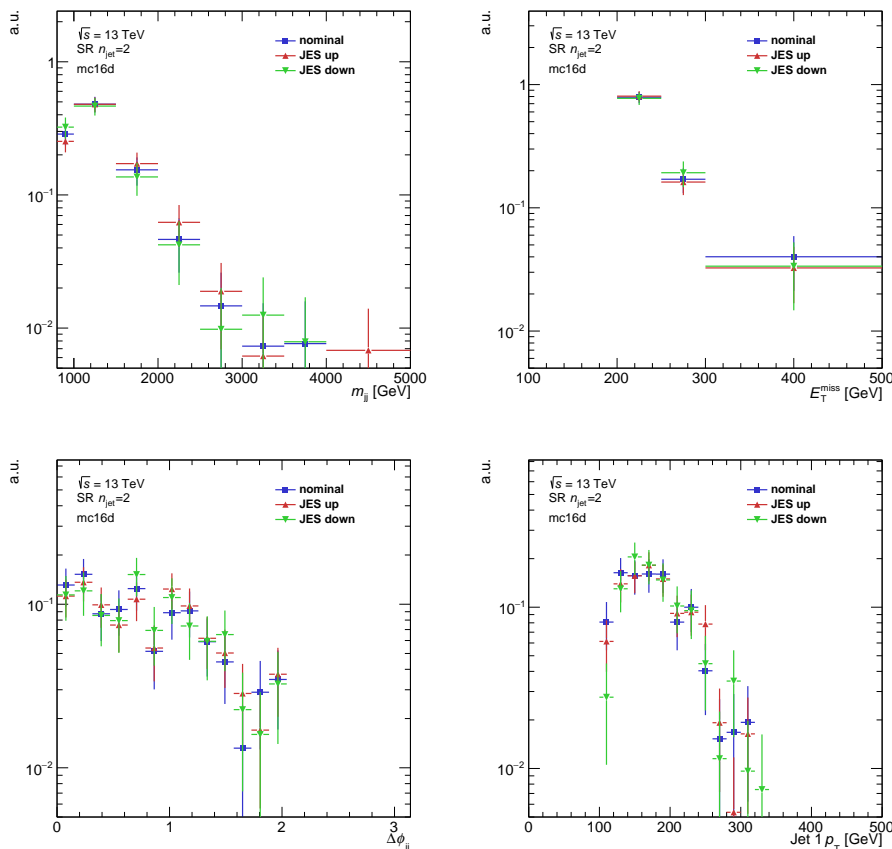 a.u.
√s = 13 TeV
SR n_jet=2
mc16d
nominal
JES up
JES down
1
10⁻¹
10⁻²
1000 2000 3000 4000 5000
m_jj [GeV]
a.u.
√s = 13 TeV
SR n_jet=2
mc16d
nominal
JES up
JES down
1
10⁻¹
10⁻²
100 200 300 400 500
E_T^miss [GeV]
a.u.
√s = 13 TeV
SR n_jet=2
mc16d
nominal
JES up
JES down
10⁻¹
10⁻²
0 1 2 3
Δϕ_jj
a.u.
√s = 13 TeV
SR n_jet=2
mc16d
nominal
JES up
JES down
10⁻¹
10⁻²
0 100 200 300 400 500
Jet 1 p_T [GeV]